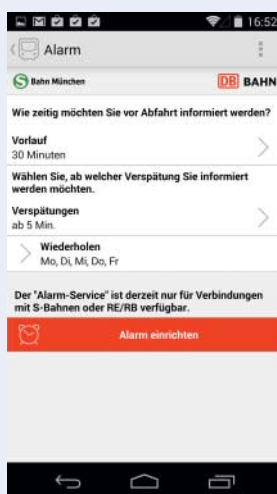 16:52
Alarm
S Bahn München
DB BAHN
Wie zeitig möchten Sie vor Abfahrt informiert werden?
Vorlauf
30 Minuten
Wählen Sie, ab welcher Verspätung Sie informiert
werden möchten.
Verspätungen
ab 5 Min.
Wiederholen
Mo, Di, Mi, Do, Fr
Der "Alarm-Service" ist derzeit nur für Verbindungen
mit S-Bahnen oder RE/RB verfügbar.
Alarm einrichten